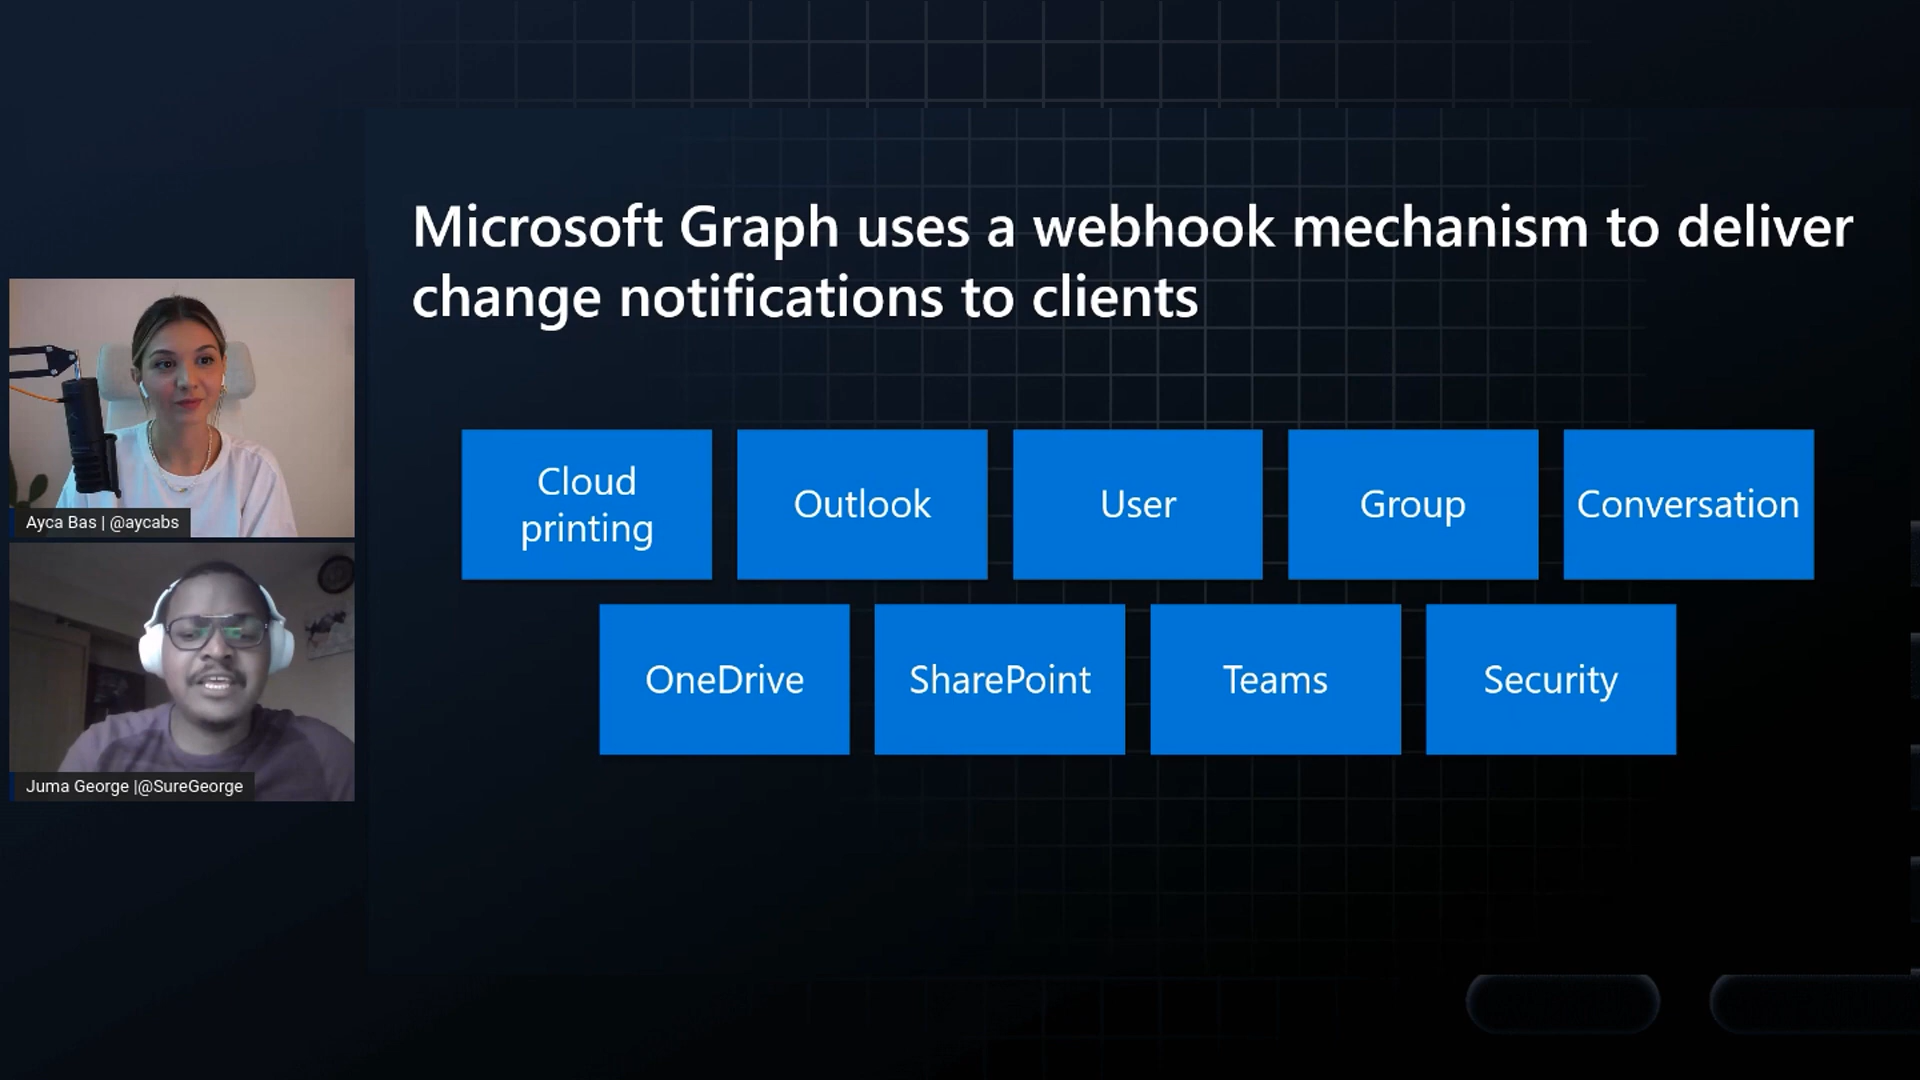 Microsoft Graph uses a webhook mechanism to deliver
change notifications to clients
Cloud
printing
Outlook
User
Group
Conversation
OneDrive
SharePoint
Teams
Security
Ayca Bas | @aycabs
Juma George |@SureGeorge